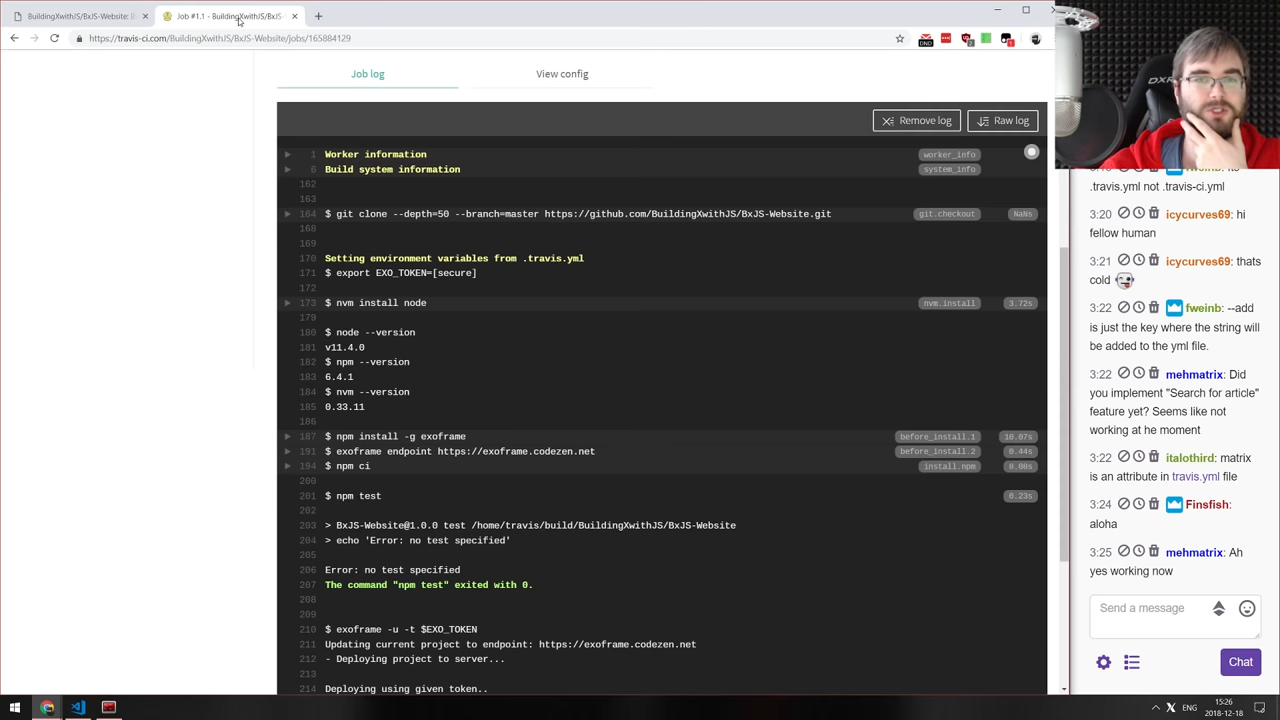 BuildingXwithJS/BxJS-Website: B
Job #1.1 - BuildingXwithJS/BxJS-
https://travis-ci.com/BuildingXwithJS/BxJS-Website/jobs/165884129
DND
Job log
View config
Remove log
Raw log
1 Worker information worker_info
6 Build system information system_info
162
163
164 $ git clone --depth=50 --branch=master https://github.com/BuildingXwithJS/BxJS-Website.git git.checkout NaNs
168
169
170 Setting environment variables from .travis.yml
171 $ export EXO_TOKEN=[secure]
172
173 $ nvm install node nvm.install 3.72s
179
180 $ node --version
181 v11.4.0
182 $ npm --version
183 6.4.1
184 $ nvm --version
185 0.33.11
186
187 $ npm install -g exoframe before_install.1 10.07s
191 $ exoframe endpoint https://exoframe.codezen.net before_install.2 0.44s
194 $ npm ci install.npm 8.08s
200
201 $ npm test 0.23s
202
203 > BxJS-Website@1.0.0 test /home/travis/build/BuildingXwithJS/BxJS-Website
204 > echo 'Error: no test specified'
205
206 Error: no test specified
207 The command "npm test" exited with 0.
208
209
210 $ exoframe -u -t $EXO_TOKEN
211 Updating current project to endpoint: https://exoframe.codezen.net
212 - Deploying project to server...
213
214 Deploying using given token..
DXR
.travis.yml not .travis-ci.yml
3:20 icycurves69: hi
fellow human
3:21 icycurves69: thats
cold
3:22 fweinb: --add
is just the key where the string will
be added to the yml file.
3:22 mehmatrix: Did
you implement "Search for article"
feature yet? Seems like not
working at he moment
3:22 italothird: matrix
is an attribute in travis.yml file
3:24 Finsfish:
aloha
3:25 mehmatrix: Ah
yes working now
Send a message
Chat
ENG
15:26
2018-12-18